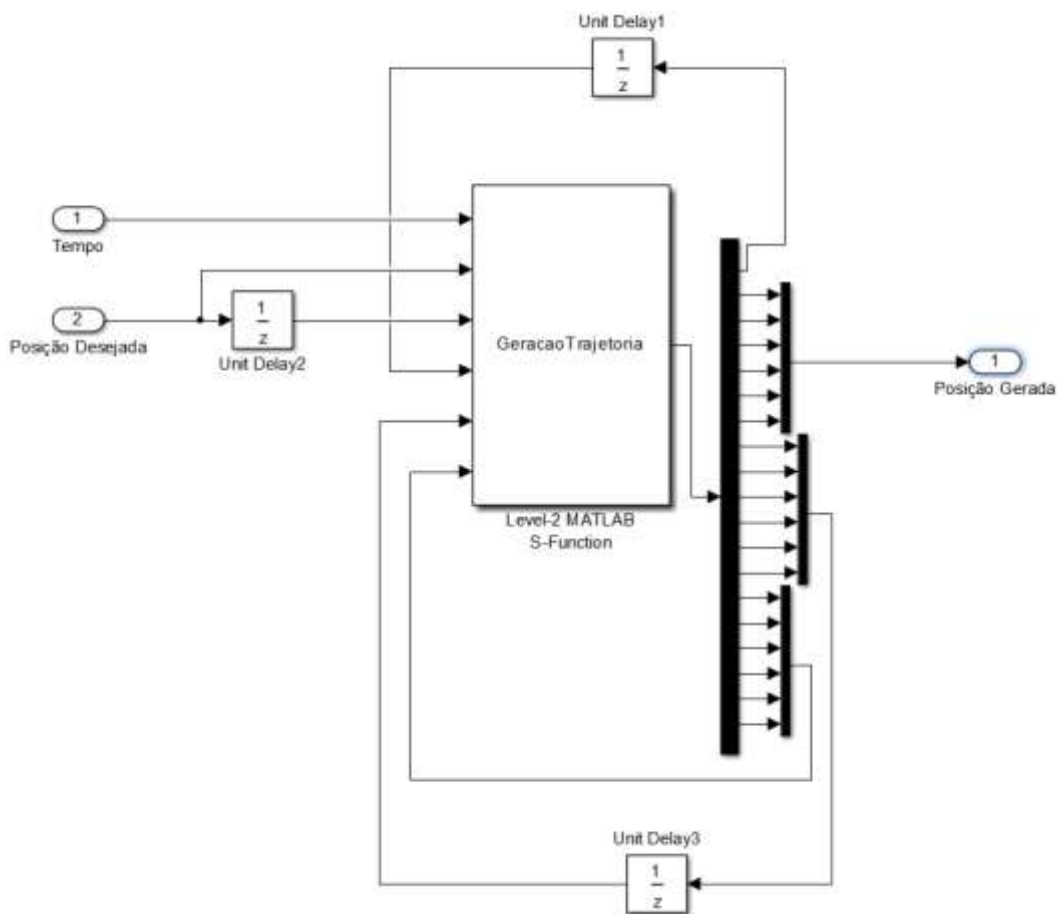 Unit Delay1
1
z
1
Tempo
2
Posição Desejada
1
z
Unit Delay2
GeracaoTrajetoria
Level-2 MATLAB
S-Function
1
Posição Gerada
Unit Delay3
1
z